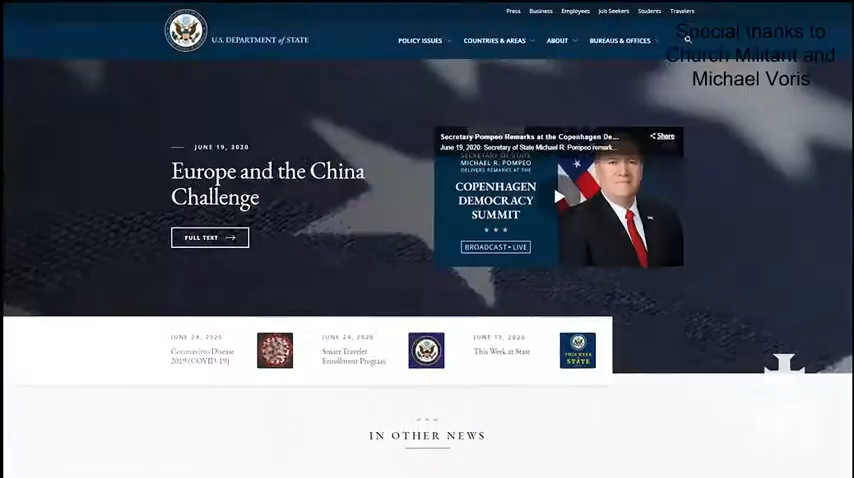 Press Business Employees Job Seekers Students Travelers
Special thanks to
Church Militant and
Michael Voris
U.S. DEPARTMENT of STATE
POLICY ISSUES COUNTRIES & AREAS ABOUT BUREAUS & OFFICES
JUNE 19, 2020
Europe and the China
Challenge
FULL TEXT
Secretary Pompeo Remarks at the Copenhagen De...
Share
June 19, 2020: Secretary of State Michael R. Pompeo remark...
SECRETARY OF STATE
MICHAEL R. POMPEO
DELIVERS REMARKS AT THE
COPENHAGEN
DEMOCRACY
SUMMIT
BROADCAST • LIVE
JUNE 24, 2020
Coronavirus Disease
2019 (COVID-19)
JUNE 24, 2020
Smart Traveler
Enrollment Program
JUNE 19, 2020
This Week at State
THIS WEEK
at
STATE
IN OTHER NEWS